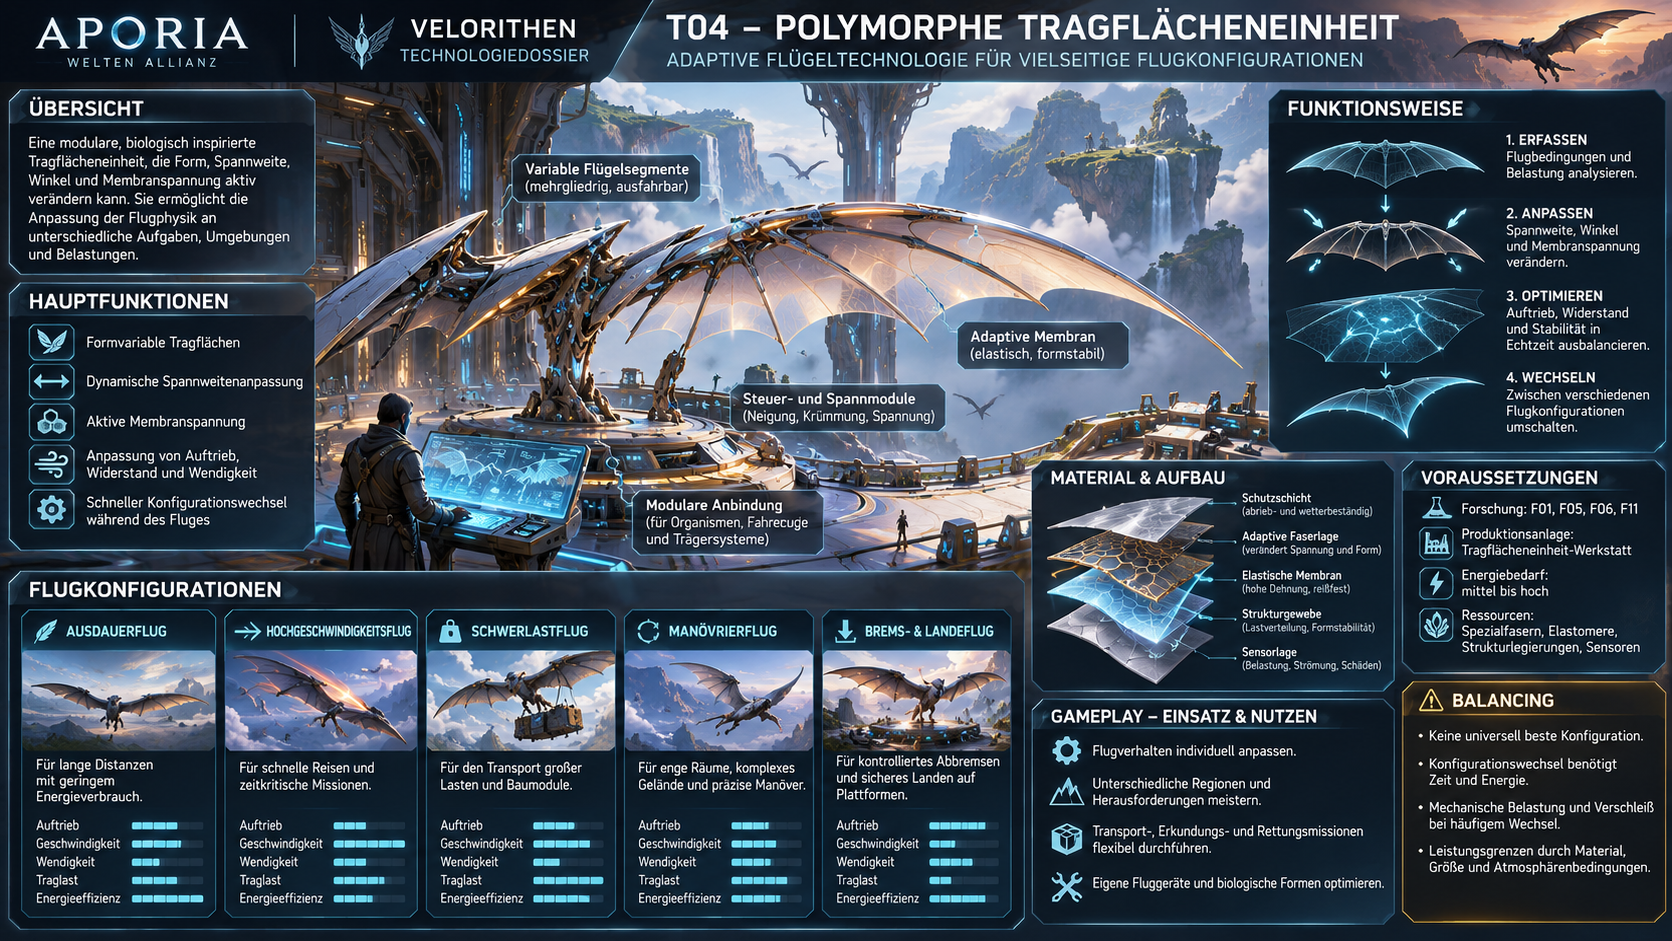 APORIA
WELTEN ALLIANZ
VELORITHEN
TECHNOLOGIEDOSSIER
T04 – POLYMORPHE TRAGFLÄCHENEINHEIT
ADAPTIVE FLÜGELTECHNOLOGIE FÜR VIELSEITIGE FLUGKONFIGURATIONEN
ÜBERSICHT
Eine modulare, biologisch inspirierte
Tragflächeneinheit, die Form, Spannweite,
Winkel und Membranspannung aktiv
verändern kann. Sie ermöglicht die
Anpassung der Flugphysik an
unterschiedliche Aufgaben, Umgebungen
und Belastungen.
HAUPTFUNKTIONEN
Formvariable Tragflächen
Dynamische Spannweitenanpassung
Aktive Membranspannung
Anpassung von Auftrieb,
Widerstand und Wendigkeit
Schneller Konfigurationswechsel
während des Fluges
Variable Flügelsegmente
(mehrgliedrig, ausfahrbar)
Adaptive Membran
(elastisch, formstabil)
Steuer- und Spannmodule
(Neigung, Krümmung, Spannung)
Modulare Anbindung
(für Organismen, Fahrecuge
und Trägersysteme)
FUNKTIONSWEISE
1. ERFASSEN
Flugbedingungen und
Belastung analysieren.
2. ANPASSEN
Spannweite, Winkel
und Membranspannung
verändern.
3. OPTIMIEREN
Auftrieb, Widerstand
und Stabilität in
Echtzeit ausbalancieren.
4. WECHSELN
Zwischen verschiedenen
Flugkonfigurationen
umschalten.
MATERIAL & AUFBAU
Schutzschicht
(abrieb- und wetterbeständig)
Adaptive Faserlage
(verändert Spannung und Form)
Elastische Membran
(hohe Dehnung, reißfest)
Strukturgewebe
(Lastverteilung, Formstabilität)
Sensorlage
(Belastung, Strömung, Schäden)
VORAUSSETZUNGEN
Forschung: F01, F05, F06, F11
Produktionsanlage:
Tragflächeneinheit-Werkstatt
Energiebedarf:
mittel bis hoch
Ressourcen:
Spezialfasern, Elastomere,
Strukturlegierungen, Sensoren
FLUGKONFIGURATIONEN
AUSDAUERFLUG
Für lange Distanzen
mit geringem
Energieverbrauch.
Auftrieb
Geschwindigkeit
Wendigkeit
Traglast
Energieeffizienz
HOCHGESCHWINDIGKEITSFLUG
Für schnelle Reisen und
zeitkritische Missionen.
Auftrieb
Geschwindigkeit
Wendigkeit
Traglast
Energieeffizienz
SCHWERLASTFLUG
Für den Transport großer
Lasten und Baumodule.
Auftrieb
Geschwindigkeit
Wendigkeit
Traglast
Energieeffizienz
MANÖVRIERFLUG
Für enge Räume, komplexes
Gelände und präzise Manöver.
Auftrieb
Geschwindigkeit
Wendigkeit
Traglast
Energieeffizienz
BREMS- & LANDEFLUG
Für kontrolliertes Abbremsen
und sicheres Landen auf
Plattformen.
Auftrieb
Geschwindigkeit
Wendigkeit
Traglast
Energieeffizienz
GAMEPLAY – EINSATZ & NUTZEN
Flugverhalten individuell anpassen.
Unterschiedliche Regionen und
Herausforderungen meistern.
Transport-, Erkundungs- und Rettungsmissionen
flexibel durchführen.
Eigene Fluggeräte und biologische Formen optimieren.
BALANCING
• Keine universell beste Konfiguration.
• Konfigurationswechsel benötigt
Zeit und Energie.
• Mechanische Belastung und Verschleiß
bei häufigem Wechsel.
• Leistungsgrenzen durch Material,
Größe und Atmosphärenbedingungen.